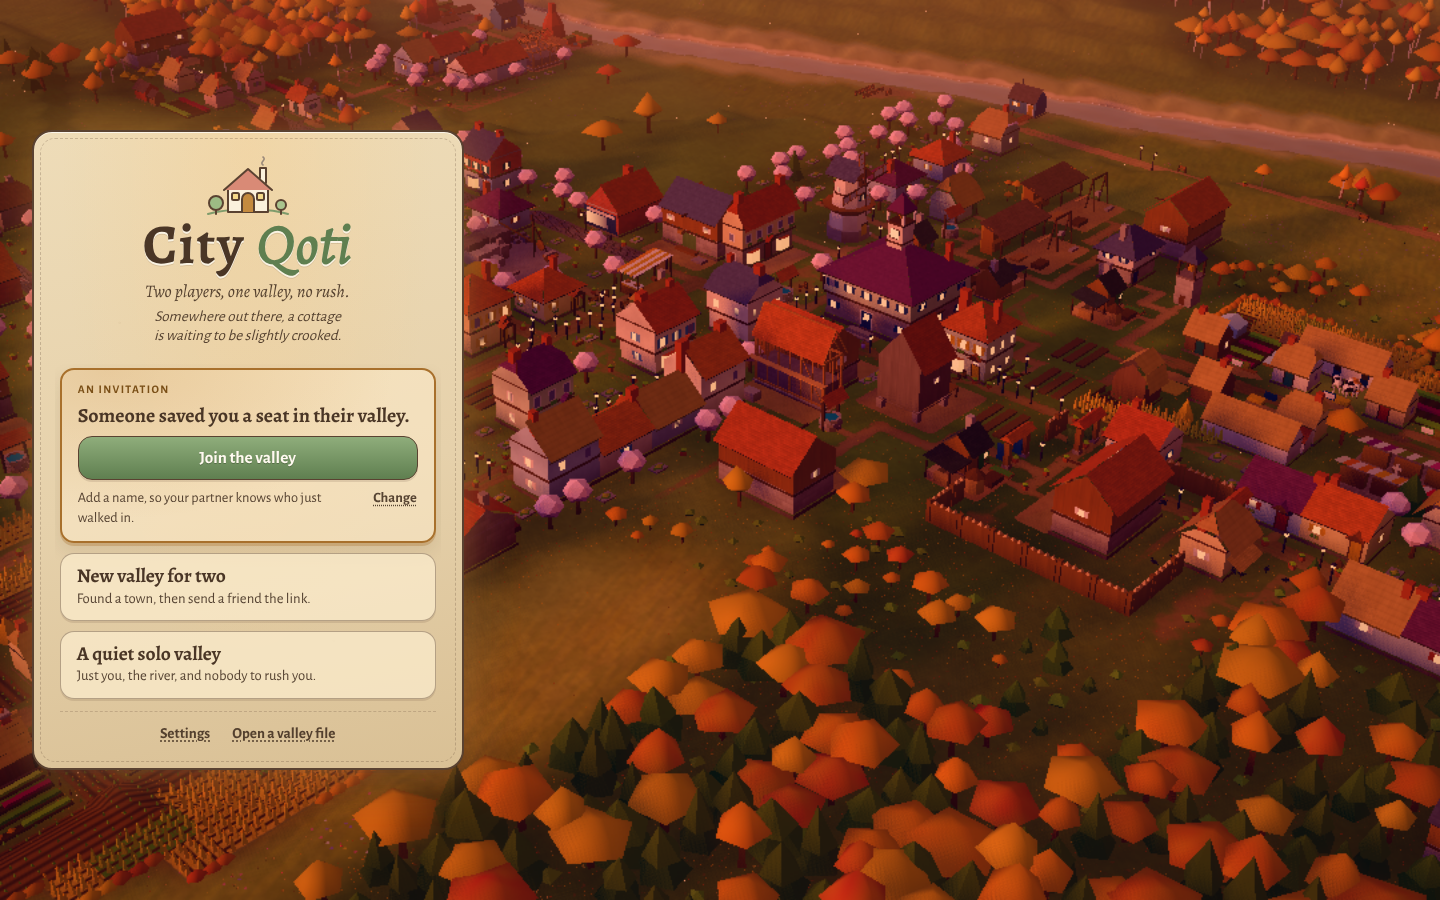 City Qoti
Two players, one valley, no rush.
Somewhere out there, a cottage
is waiting to be slightly crooked.
AN INVITATION
Someone saved you a seat in their valley.
Join the valley
Add a name, so your partner knows who just
walked in.
Change
New valley for two
Found a town, then send a friend the link.
A quiet solo valley
Just you, the river, and nobody to rush you.
Settings
Open a valley file